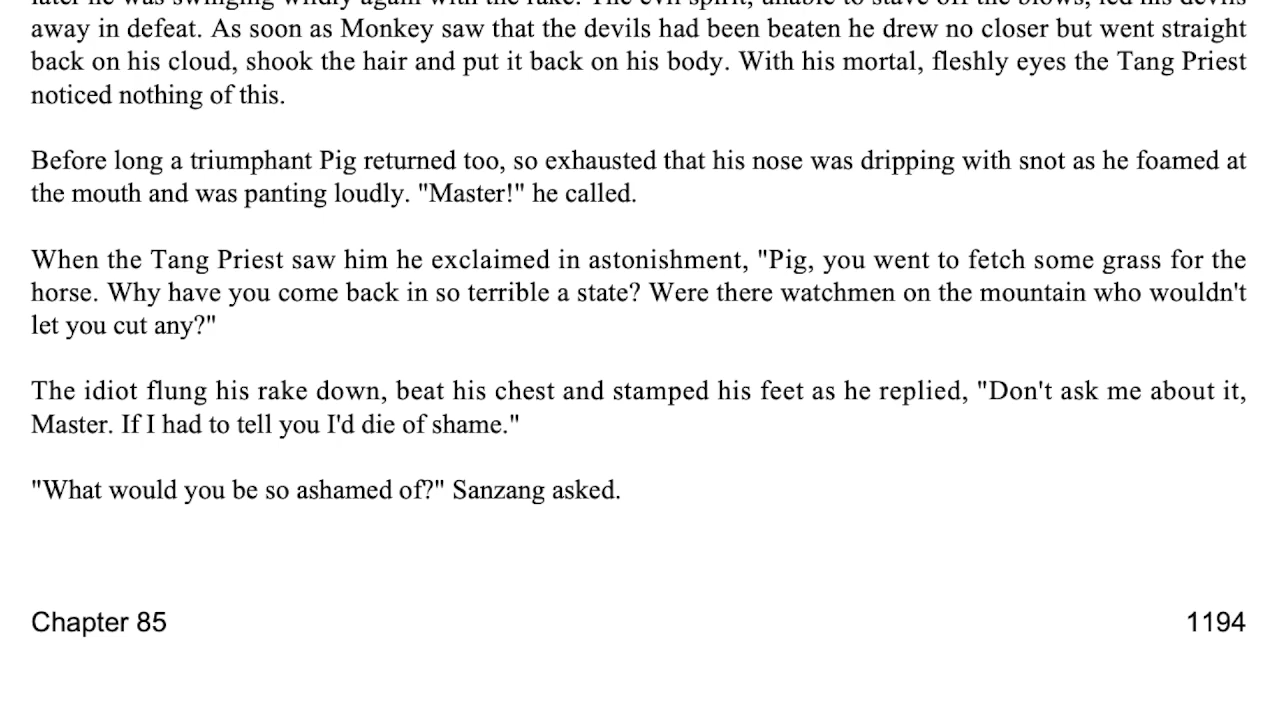 later he was swinging wildly again with the rake. The evil spirit, unable to stave off the blows, led his devils
away in defeat. As soon as Monkey saw that the devils had been beaten he drew no closer but went straight
back on his cloud, shook the hair and put it back on his body. With his mortal, fleshly eyes the Tang Priest
noticed nothing of this.
Before long a triumphant Pig returned too, so exhausted that his nose was dripping with snot as he foamed at
the mouth and was panting loudly. "Master!" he called.
When the Tang Priest saw him he exclaimed in astonishment, "Pig, you went to fetch some grass for the
horse. Why have you come back in so terrible a state? Were there watchmen on the mountain who wouldn't
let you cut any?"
The idiot flung his rake down, beat his chest and stamped his feet as he replied, "Don't ask me about it,
Master. If I had to tell you I'd die of shame."
"What would you be so ashamed of?" Sanzang asked.
Chapter 85
1194